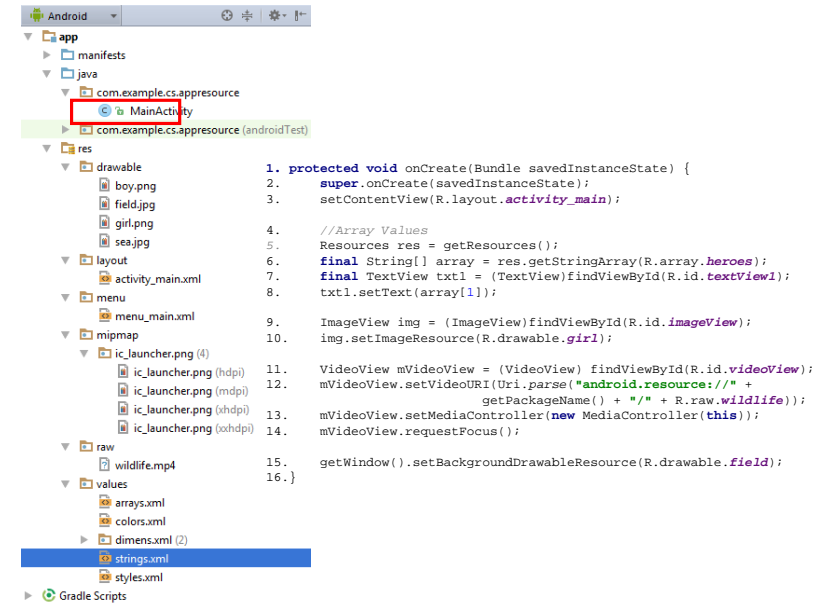 Android
app
manifests
java
com.example.cs.appresource
MainActivity
com.example.cs.appresource (androidTest)
res
drawable
boy.png
field.jpg
girl.png
sea.jpg
layout
activity_main.xml
menu
menu_main.xml
mipmap
ic_launcher.png (4)
ic_launcher.png (hdpi)
ic_launcher.png (mdpi)
ic_launcher.png (xhdpi)
ic_launcher.png (xxhdpi)
raw
wildlife.mp4
values
arrays.xml
colors.xml
dimens.xml (2)
strings.xml
styles.xml
Gradle Scripts
1. protected void onCreate(Bundle savedInstanceState) {
2. super.onCreate(savedInstanceState);
3. setContentView(R.layout.activity_main);
4. //Array Values
5. Resources res = getResources();
6. final String[] array = res.getStringArray(R.array.heroes);
7. final TextView txt1 = (TextView)findViewById(R.id.textView1);
8. txt1.setText(array[1]);
9. ImageView img = (ImageView)findViewById(R.id.imageView);
10. img.setImageResource(R.drawable.girl);
11. VideoView mVideoView = (VideoView) findViewById(R.id.videoView);
12. mVideoView.setVideoURI(Uri.parse("android.resource://" +
getPackageName() + "/" + R.raw.wildlife));
13. mVideoView.setMediaController(new MediaController(this));
14. mVideoView.requestFocus();
15. getWindow().setBackgroundDrawableResource(R.drawable.field);
16.}